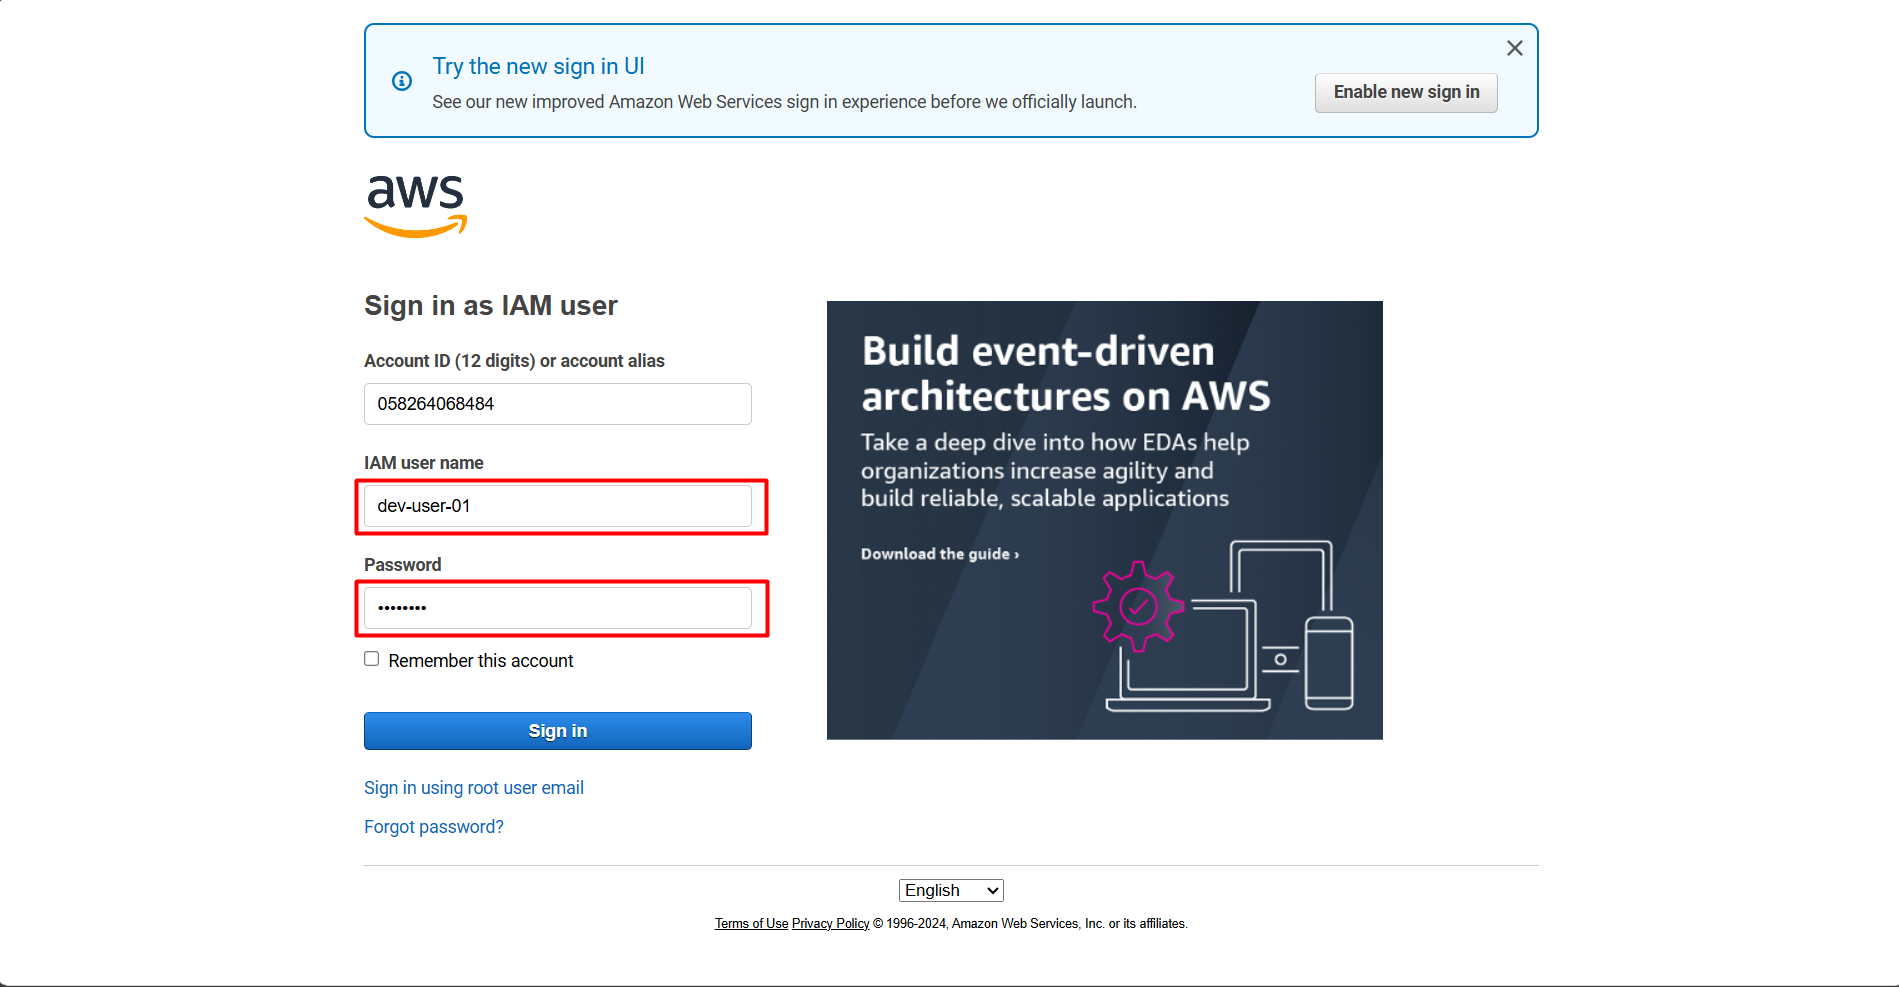 Try the new sign in UI
See our new improved Amazon Web Services sign in experience before we officially launch.
Enable new sign in
aws
Sign in as IAM user
Account ID (12 digits) or account alias
058264068484
IAM user name
dev-user-01
Password
••••••••
Remember this account
Sign in
Sign in using root user email
Forgot password?
Build event-driven
architectures on AWS
Take a deep dive into how EDAs help
organizations increase agility and
build reliable, scalable applications
Download the guide ›
English
Terms of Use Privacy Policy © 1996-2024, Amazon Web Services, Inc. or its affiliates.